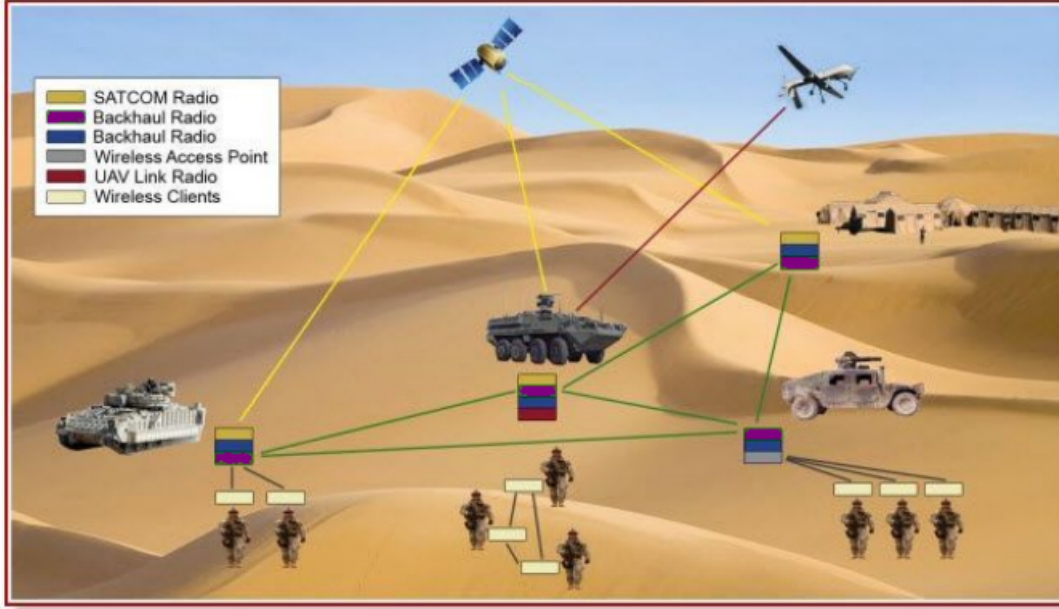 SATCOM Radio
Backhaul Radio
Backhaul Radio
Wireless Access Point
UAV Link Radio
Wireless Clients